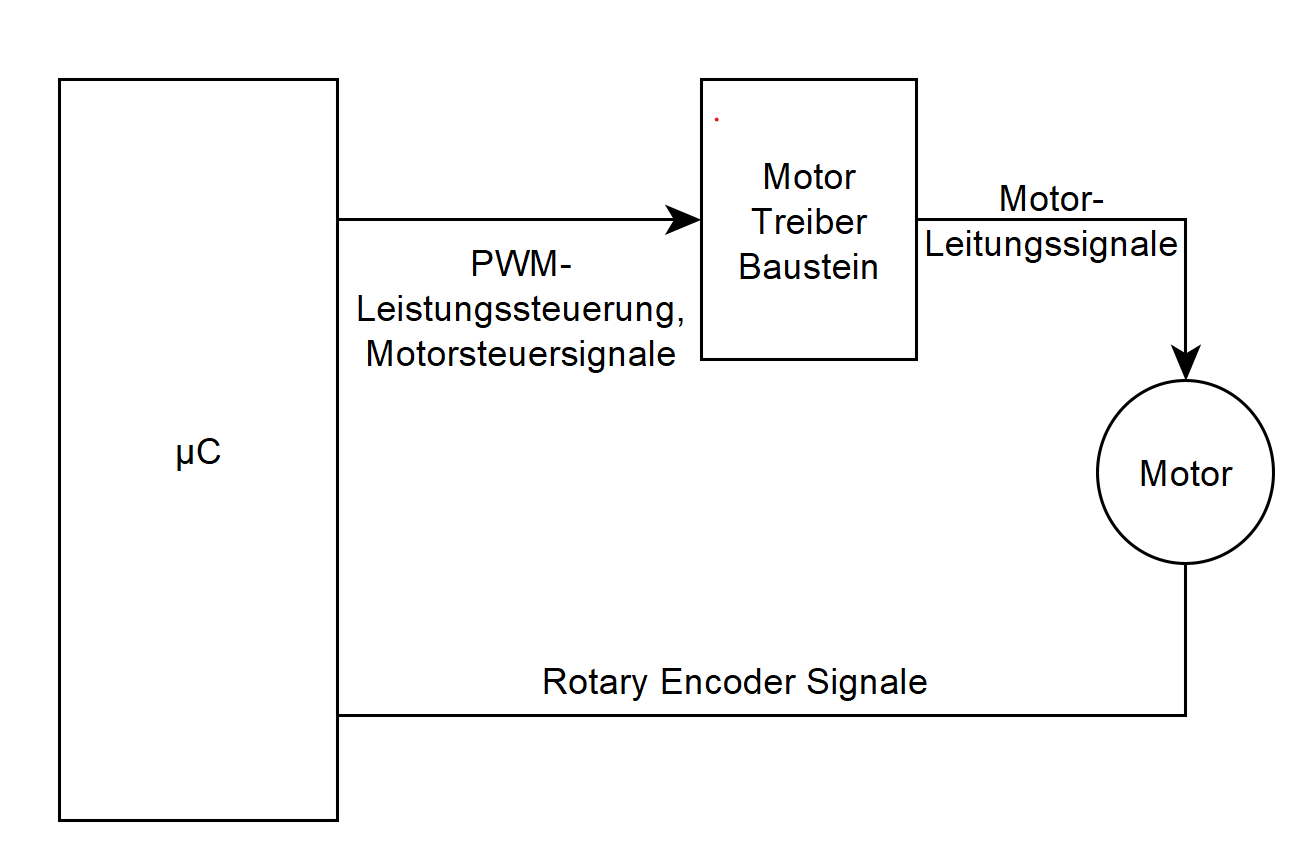 Motor
Treiber
Baustein
Motor-
Leitungssignale
PWM-
Leistungssteuerung,
Motorsteuersignale
µC
Motor
Rotary Encoder Signale